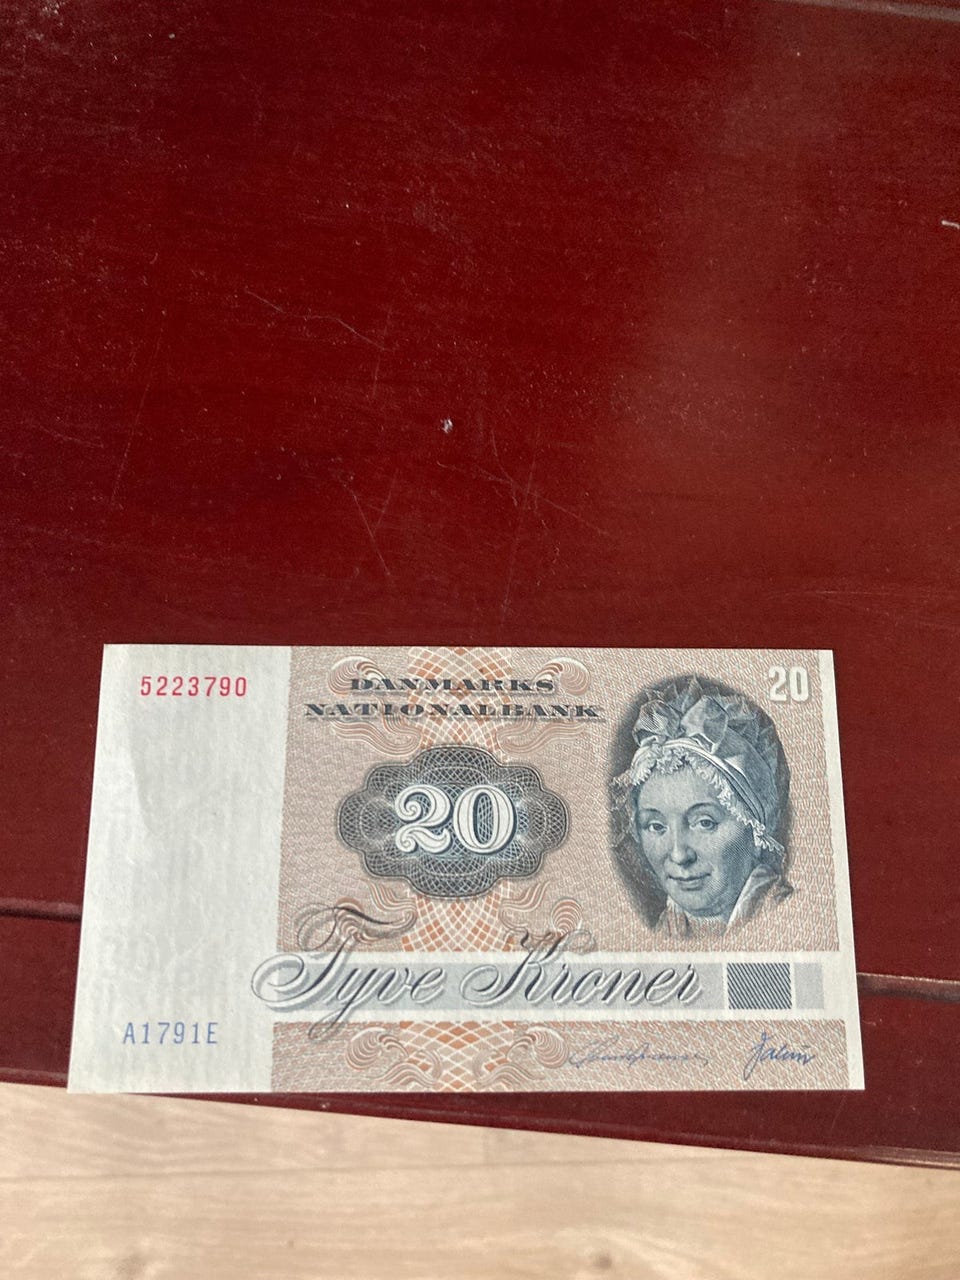 5223790
DANMARKS
NATIONALBANK
20
20
Tyve Kroner
A1791E